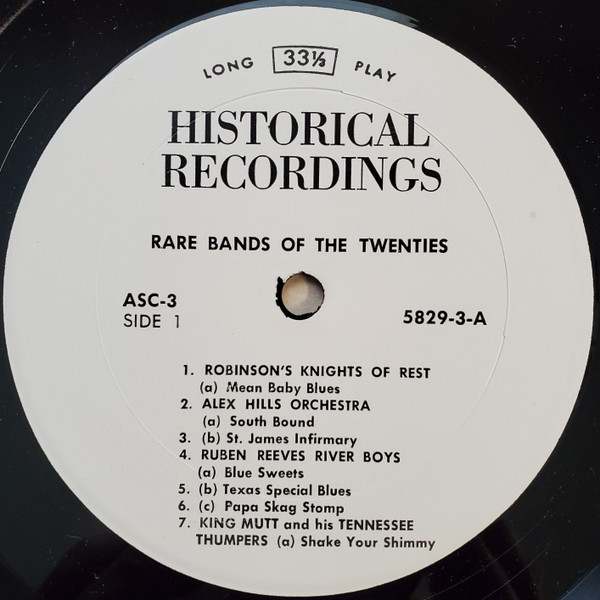 LONG 33⅓ PLAY
HISTORICAL
RECORDINGS
RARE BANDS OF THE TWENTIES
ASC-3
SIDE 1
5829-3-A
1. ROBINSON'S KNIGHTS OF REST
(a) Mean Baby Blues
2. ALEX HILLS ORCHESTRA
(a) South Bound
3. (b) St. James Infirmary
4. RUBEN REEVES RIVER BOYS
(a) Blue Sweets
5. (b) Texas Special Blues
6. (c) Papa Skag Stomp
7. KING MUTT and his TENNESSEE
THUMPERS (a) Shake Your Shimmy